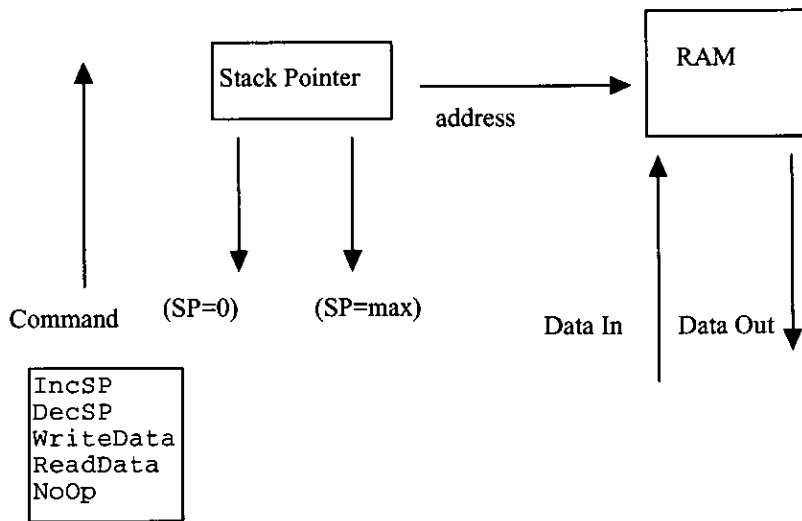 Stack Pointer
RAM
address
Command
(SP=0)
(SP=max)
Data In
Data Out
IncSP
DecSP
WriteData
ReadData
NoOp